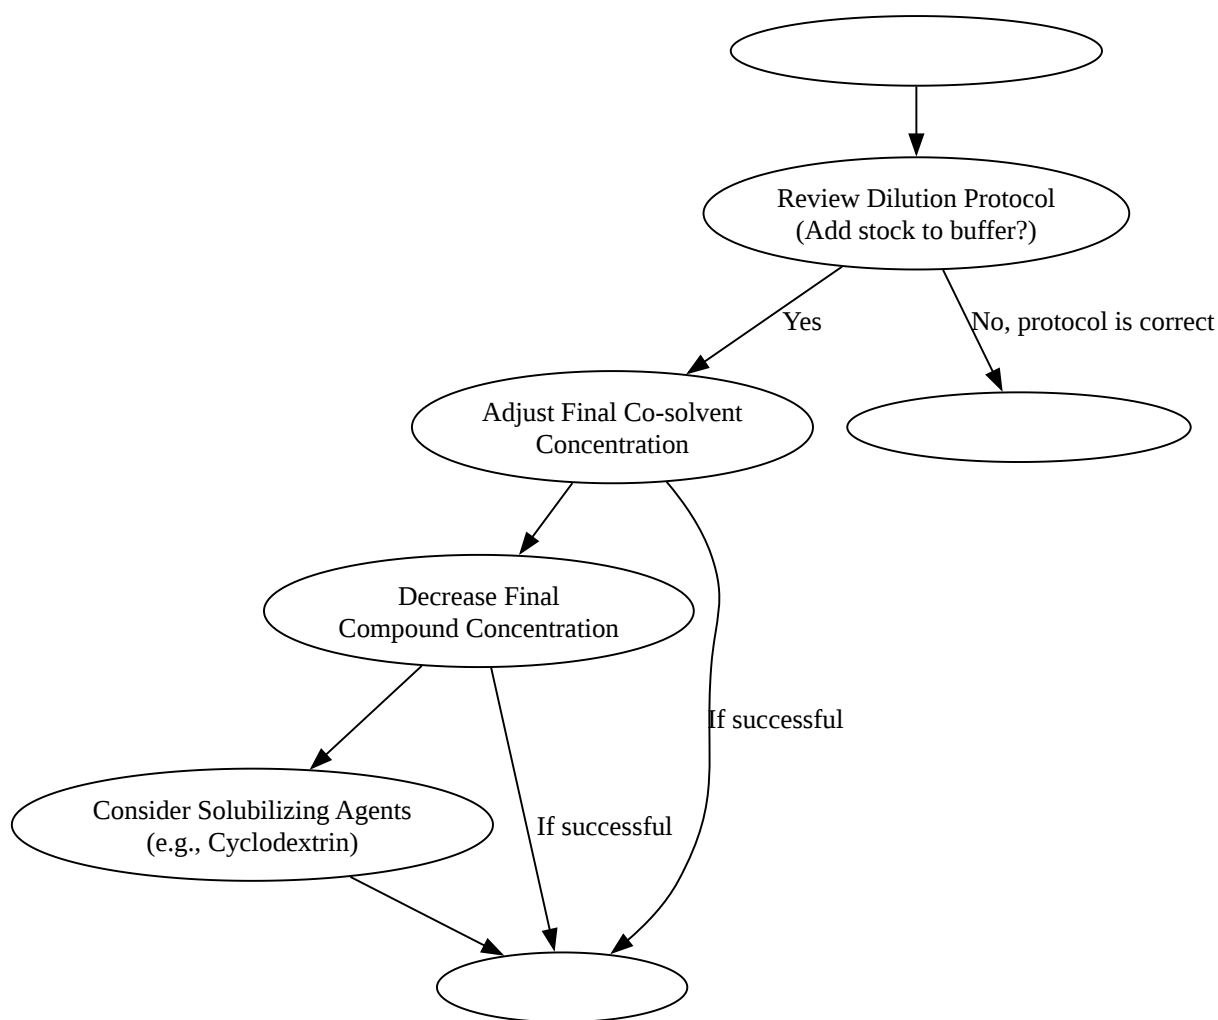 Review Dilution Protocol
(Add stock to buffer?)
Yes
No, protocol is correct
Adjust Final Co-solvent
Concentration
Decrease Final
Compound Concentration
If successful
Consider Solubilizing Agents
(e.g., Cyclodextrin)
If successful